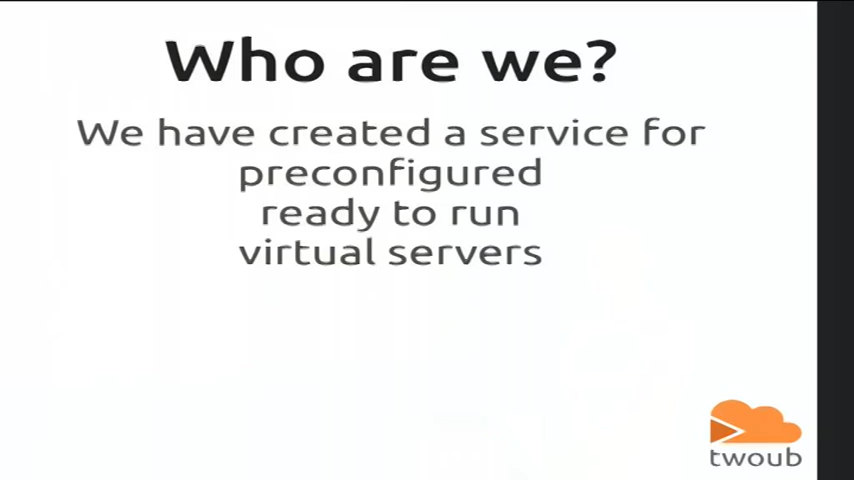 Who are we?
We have created a service for
preconfigured
ready to run
virtual servers
twoub